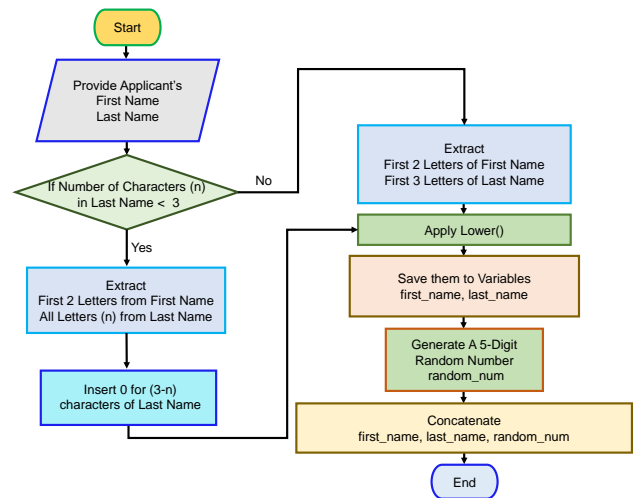 Start
Provide Applicant's
First Name
Last Name
If Number of Characters (n)
in Last Name < 3
No
Yes
Extract
First 2 Letters from First Name
All Letters (n) from Last Name
Insert 0 for (3-n)
characters of Last Name
Extract
First 2 Letters of First Name
First 3 Letters of Last Name
Apply Lower()
Save them to Variables
first_name, last_name
Generate A 5-Digit
Random Number
random_num
Concatenate
first_name, last_name, random_num
End